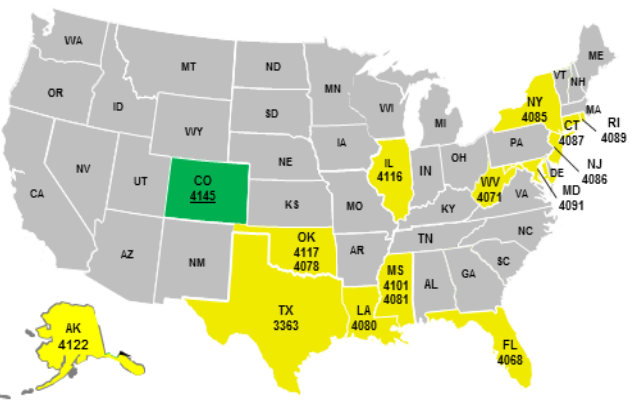 WA
OR
ID
MT
ND
MN
WI
MI
ME
VT
NH
MA
RI
4089
CT
4087
NY
4085
NJ
4086
PA
DE
MD
4091
SD
WY
IA
NE
IL
4116
IN
OH
WV
4071
VA
NV
UT
CO
4145
KS
MO
KY
CA
AZ
NM
OK
4117
4078
AR
TN
NC
SC
MS
4101
4081
AL
GA
TX
3363
LA
4080
FL
4068
AK
4122